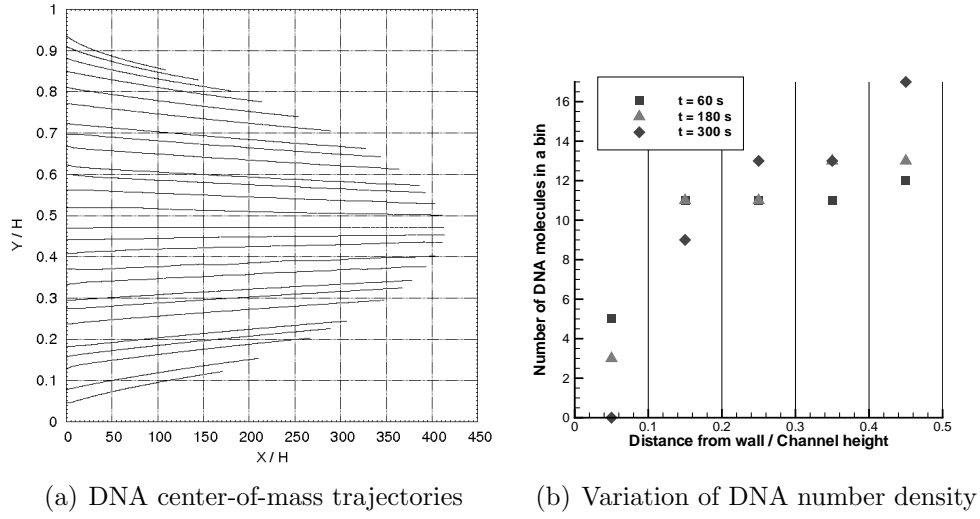 1
0.9
0.8
0.7
0.6
0.5
0.4
0.3
0.2
0.1
0
Y / H
0 50 100 150 200 250 300 350 400 450
X / H
(a) DNA center-of-mass trajectories
t = 60 s
t = 180 s
t = 300 s
16
14
12
10
8
6
4
2
0
Number of DNA molecules in a bin
0 0.1 0.2 0.3 0.4 0.5
Distance from wall / Channel height
(b) Variation of DNA number density